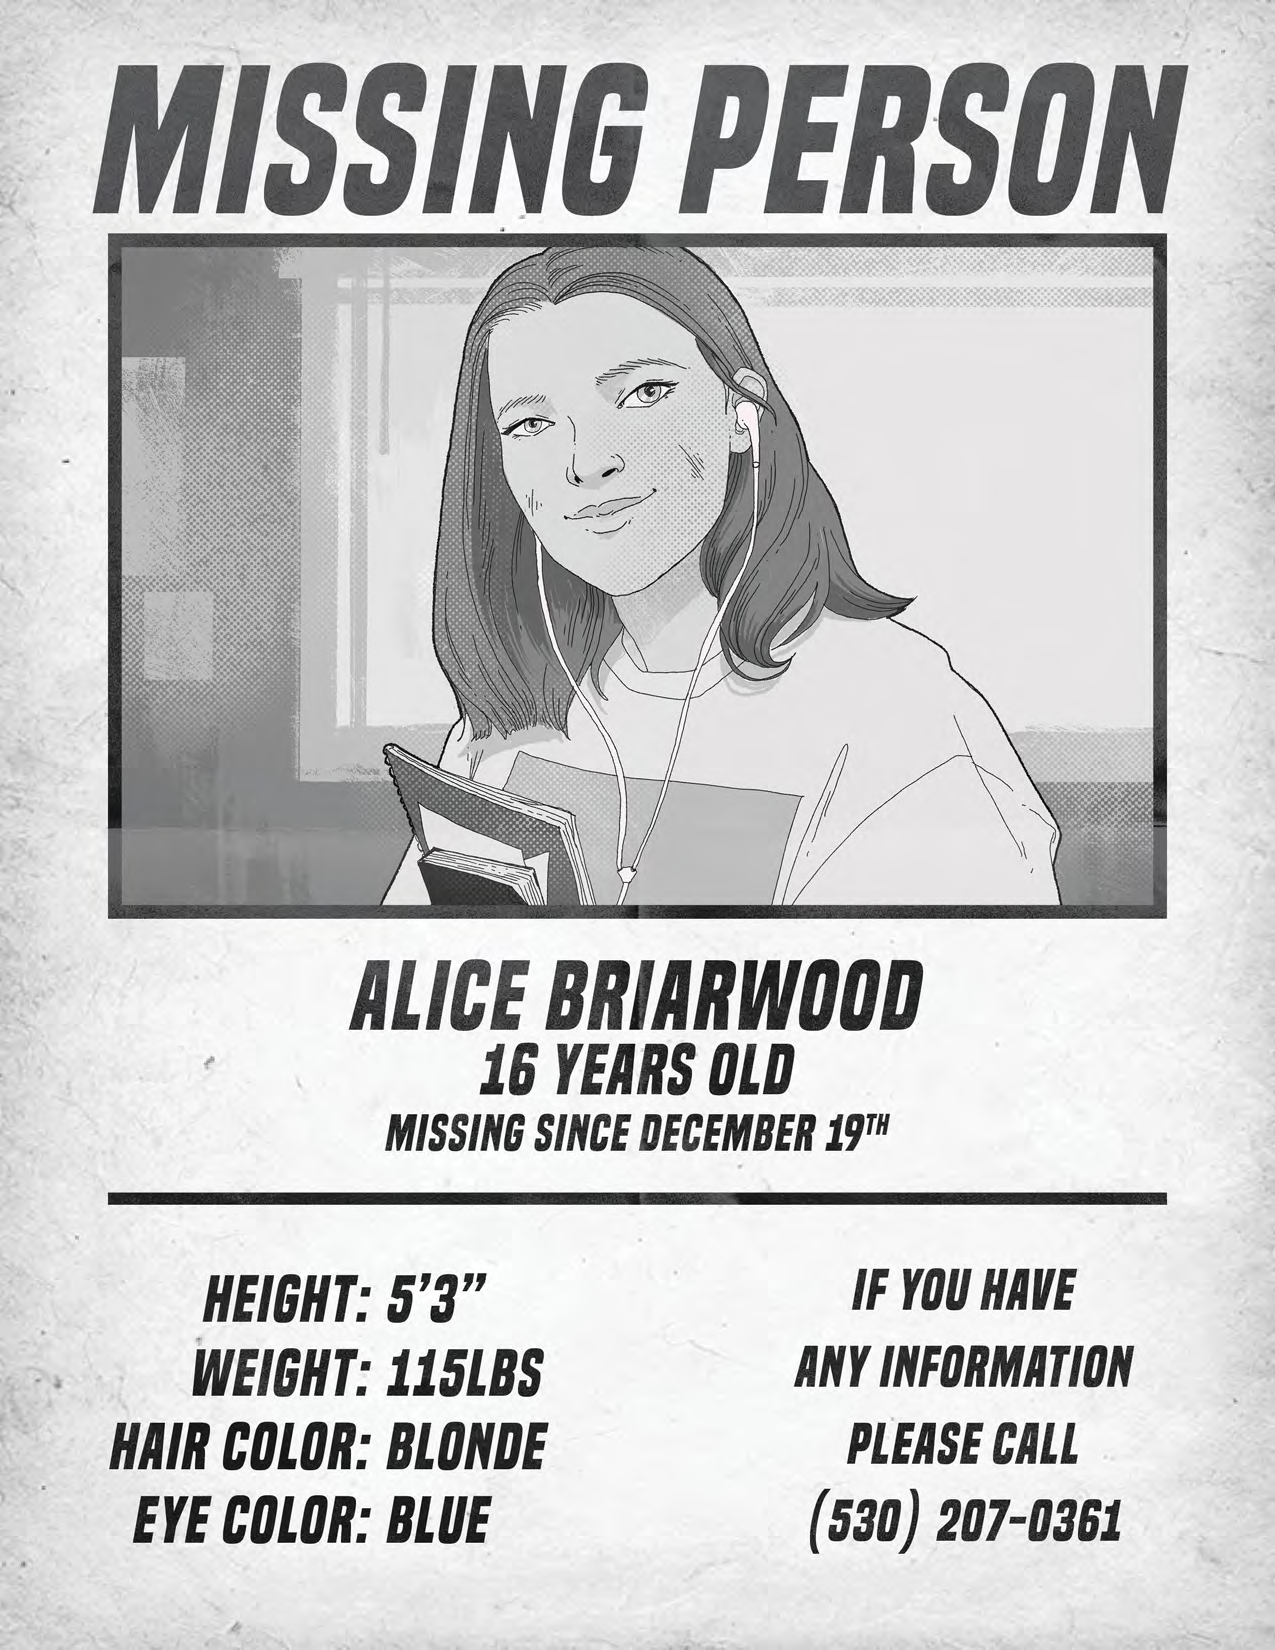 MISSING PERSON
ALICE BRIARWOOD
16 YEARS OLD
MISSING SINCE DECEMBER 19TH
HEIGHT: 5’3”
WEIGHT: 115LBS
HAIR COLOR: BLONDE
EYE COLOR: BLUE
IF YOU HAVE
ANY INFORMATION
PLEASE CALL
(530) 207-0361